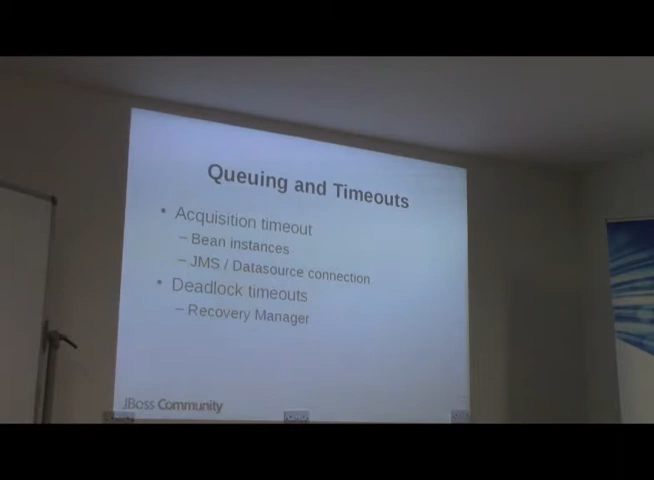 Queuing and Timeouts
• Acquisition timeout
– Bean instances
– JMS / Datasource connection
• Deadlock timeouts
– Recovery Manager
JBoss Community